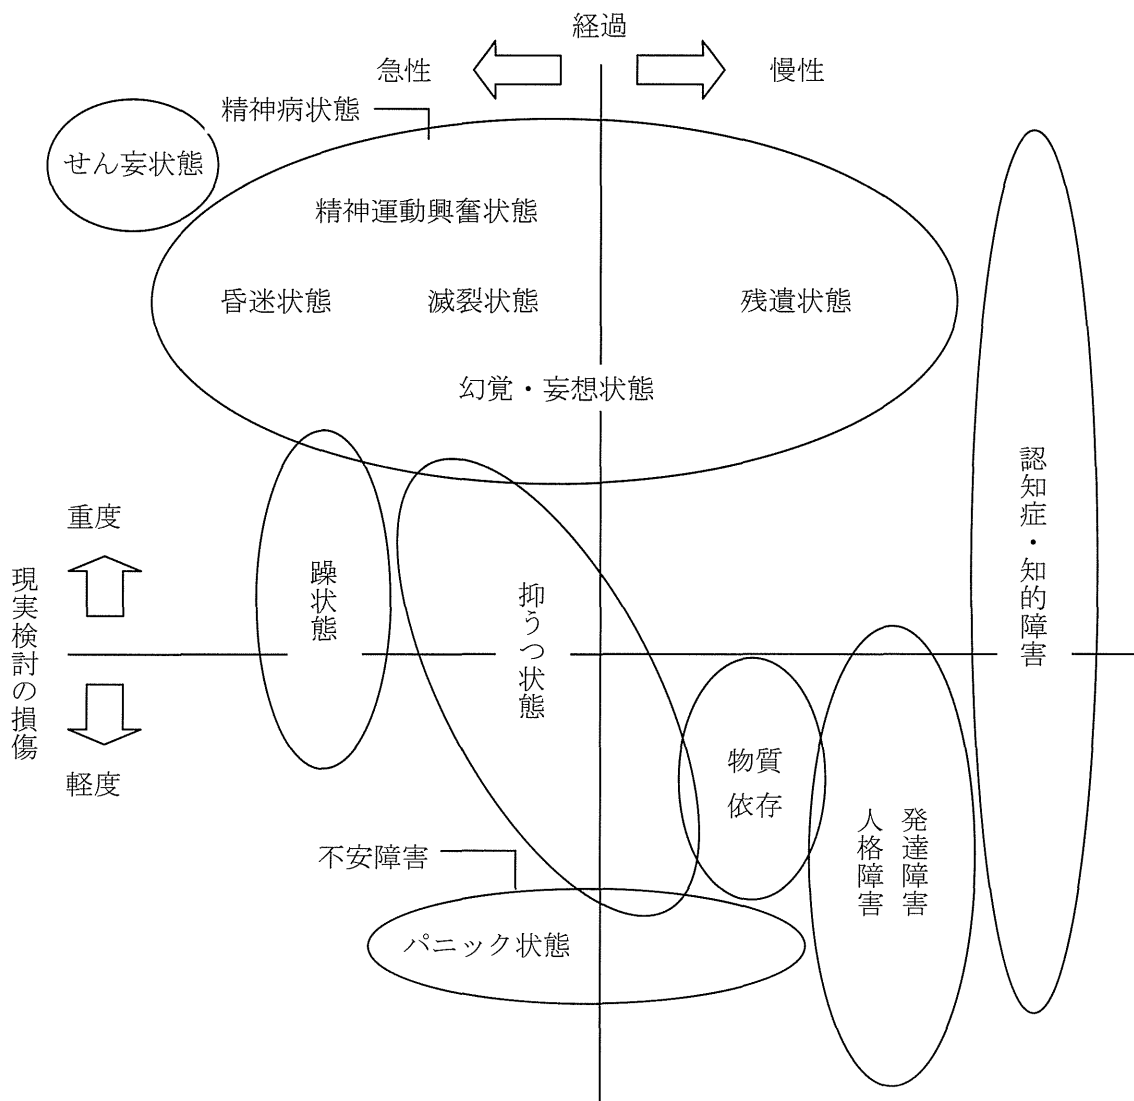 経過
急性
慢性
精神病状態
せん妄状態
精神運動興奮状態
昏迷状態
滅裂状態
残遺状態
幻覚・妄想状態
認知症・知的障害
重度
現実検討の損傷
軽度
躁状態
抑うつ状態
物質
依存
発達障害
人格障害
不安障害
パニック状態